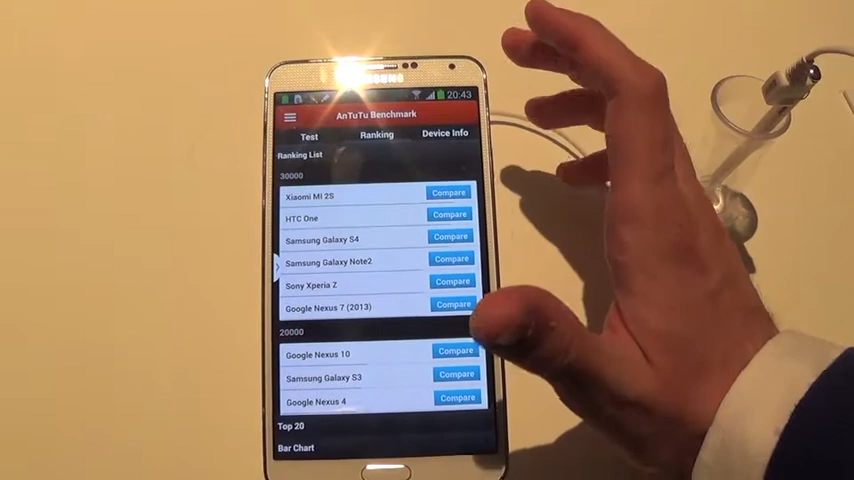 SAMSUNG
20:43
AnTuTu Benchmark
Test Ranking Device Info
Ranking List
30000
Xiaomi MI 2S Compare
HTC One Compare
Samsung Galaxy S4 Compare
Samsung Galaxy Note2 Compare
Sony Xperia Z Compare
Google Nexus 7 (2013) Compare
20000
Google Nexus 10 Compare
Samsung Galaxy S3 Compare
Google Nexus 4 Compare
Top 20
Bar Chart